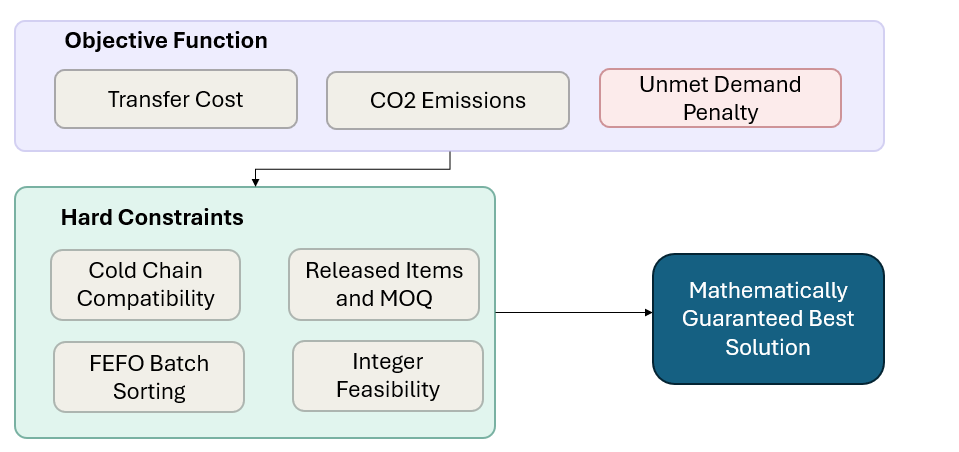 Objective Function
Transfer Cost
CO2 Emissions
Unmet Demand
Penalty
Hard Constraints
Cold Chain
Compatibility
Released Items
and MOQ
FEFO Batch
Sorting
Integer
Feasibility
Mathematically
Guaranteed Best
Solution